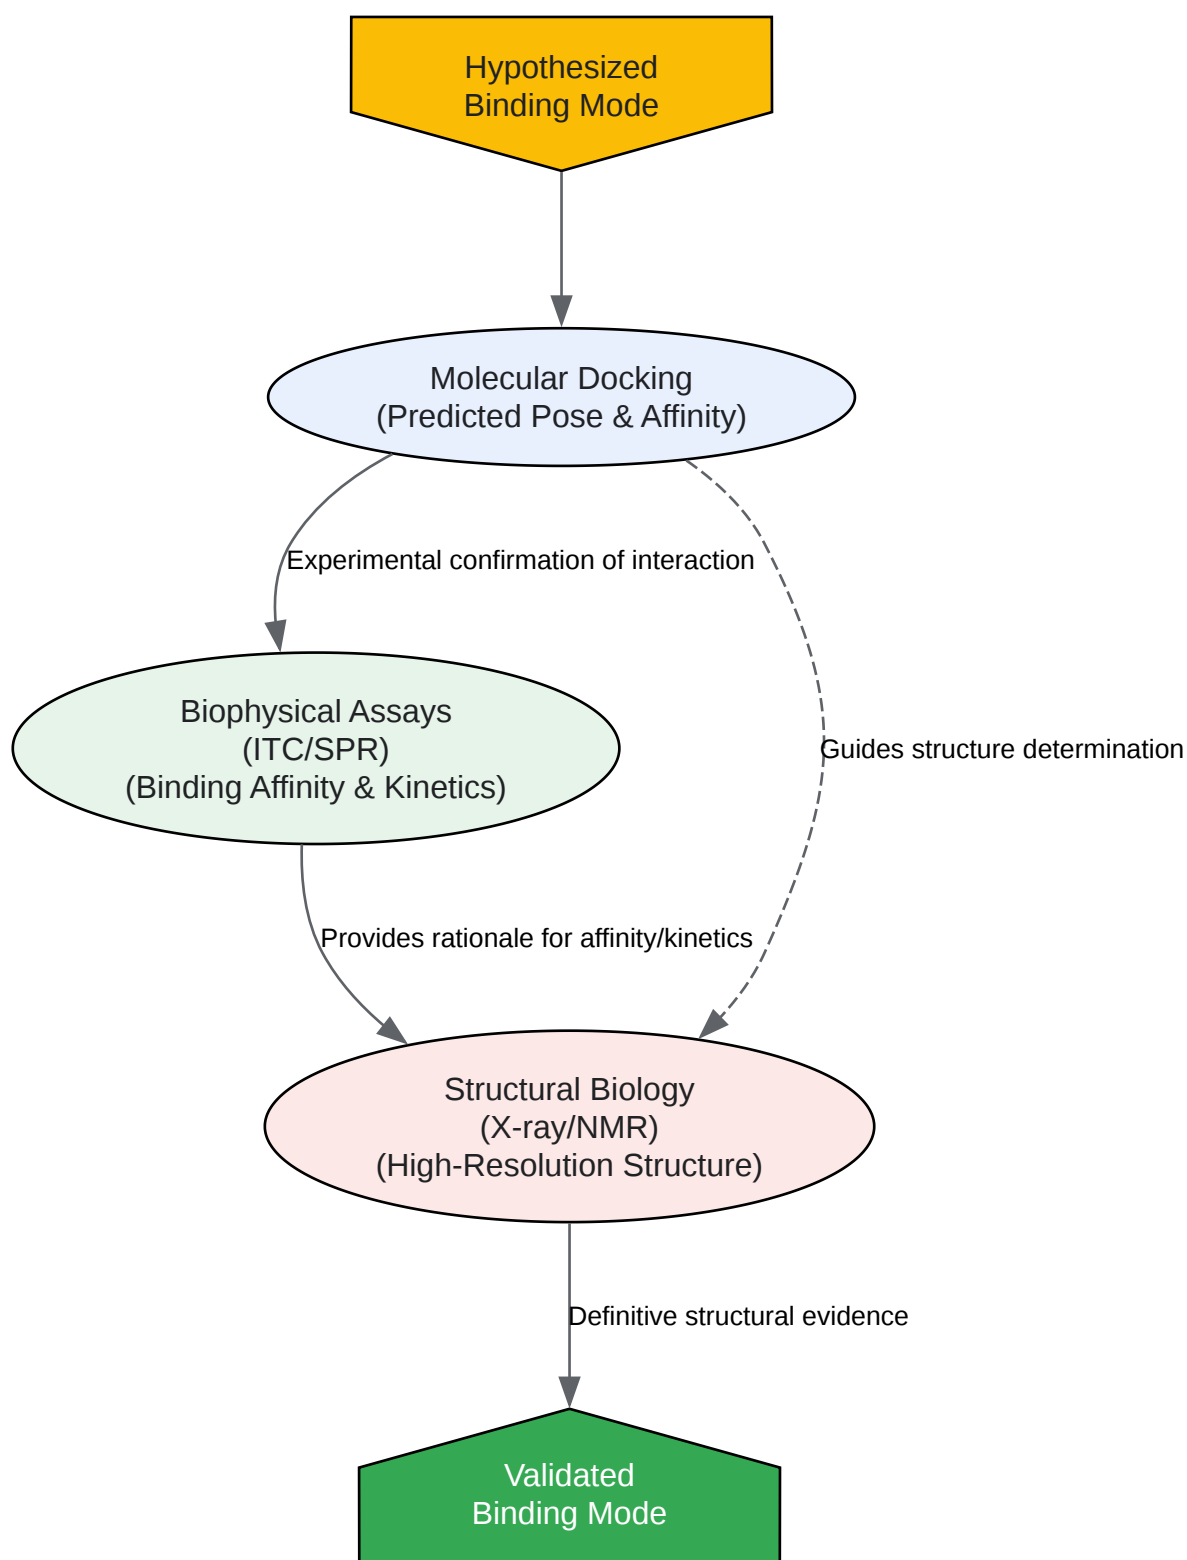 Hypothesized
Binding Mode
Molecular Docking
(Predicted Pose & Affinity)
Experimental confirmation of interaction
Biophysical Assays
(ITC/SPR)
(Binding Affinity & Kinetics)
Guides structure determination
Provides rationale for affinity/kinetics
Structural Biology
(X-ray/NMR)
(High-Resolution Structure)
Definitive structural evidence
Validated
Binding Mode